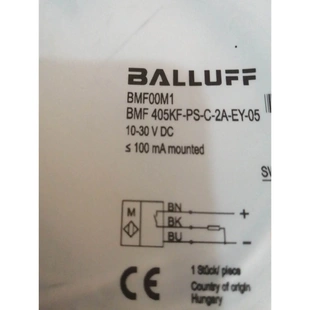 BALLUFF
BMF00M1
BMF 405KF-PS-C-2A-EY-05
10-30 V DC
≤ 100 mA mounted
SV
M
BN
+
BK
BU
−
CE
1 Stück/ piece
Country of origin
Hungary